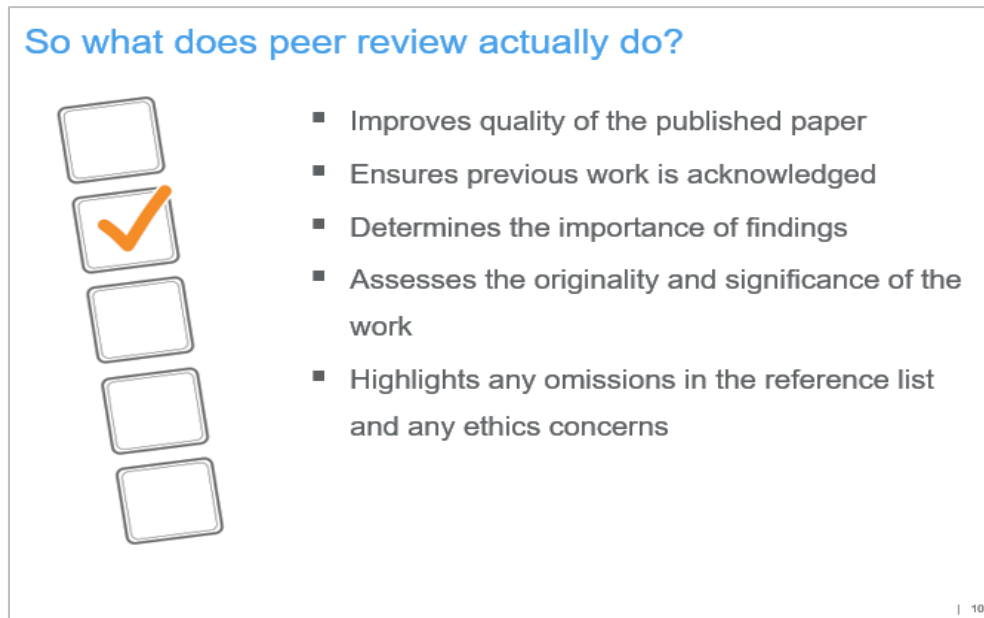 So what does peer review actually do?
▪ Improves quality of the published paper
▪ Ensures previous work is acknowledged
▪ Determines the importance of findings
▪ Assesses the originality and significance of the
work
▪ Highlights any omissions in the reference list
and any ethics concerns
| 10